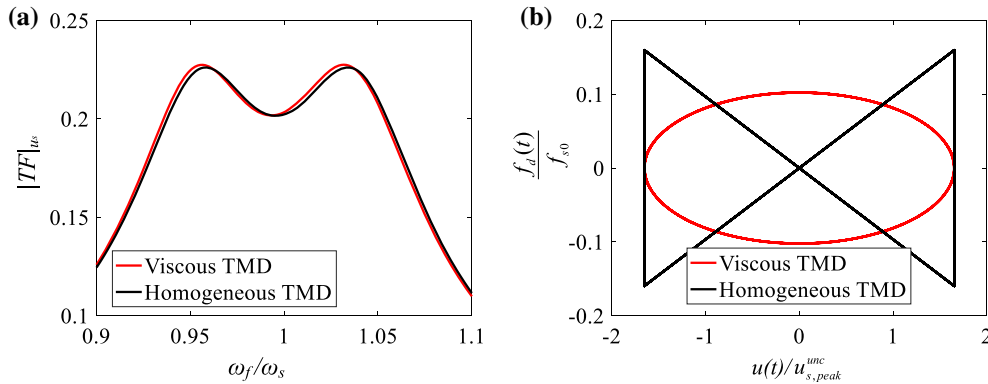 (a)
0.25
0.2
0.15
0.1
|TF|us
Viscous TMD
Homogeneous TMD
0.9
0.95
1
1.05
1.1
ωf/ωs
(b)
0.2
0.1
0
-0.1
-0.2
fd(t)
fs0
Viscous TMD
Homogeneous TMD
-2
-1
0
1
2
u(t)/u unc s,peak